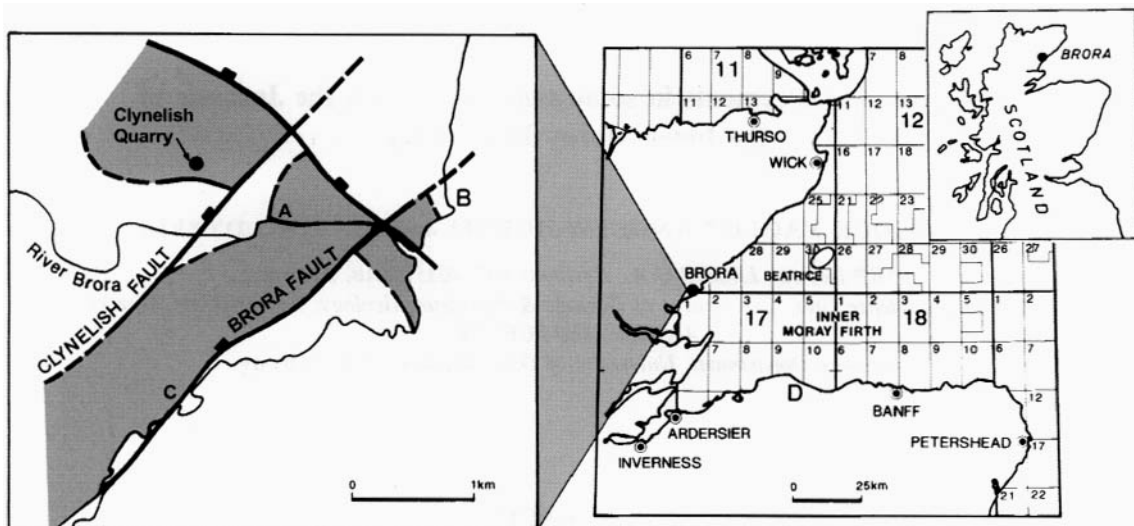 Clynelish
Quarry
A
B
River Brora
CLYNELISH FAULT
BRORA FAULT
C
0 1km
6 7 8 7 8
11
9
11 12 13 11 12 13
12
THURSO
16 17 18
WICK
25 21 22 23
28 29 30 26 27 28 29 30 26 27
BEATRICE
BRORA
1 2 3 4 5 1 2 3 4 5 1 2
17 INNER 18
MORAY FIRTH
7 8 9 10 6 7 8 9 10 6 7
D
12
BANFF
ARDERSIER
PETERSHEAD
17
INVERNESS
21 22
0 25km
BRORA
SCOTLAND